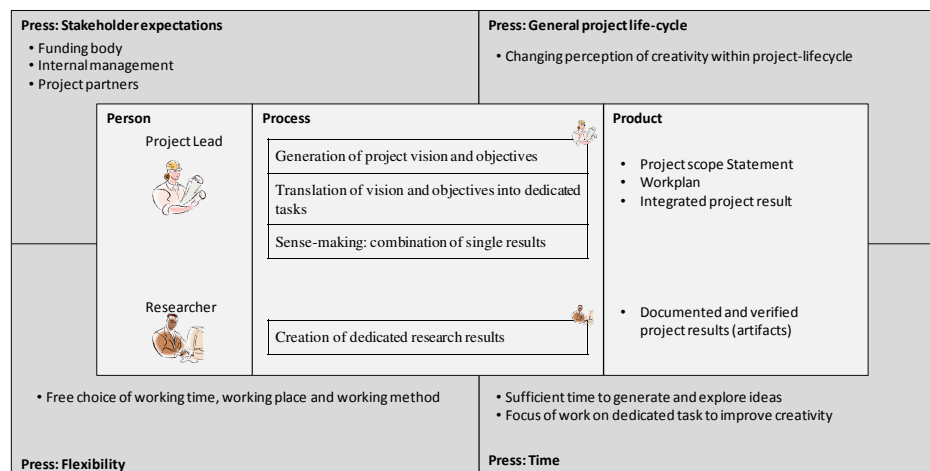 Press: Stakeholder expectations
• Funding body
• Internal management
• Project partners
Press: General project life-cycle
• Changing perception of creativity within project-lifecycle
Person
Project Lead
Researcher
Process
Generation of project vision and objectives
Translation of vision and objectives into dedicated
tasks
Sense-making: combination of single results
Creation of dedicated research results
Product
• Project scope Statement
• Workplan
• Integrated project result
• Documented and verified
project results (artifacts)
• Free choice of working time, working place and working method
Press: Flexibility
• Sufficient time to generate and explore ideas
• Focus of work on dedicated task to improve creativity
Press: Time